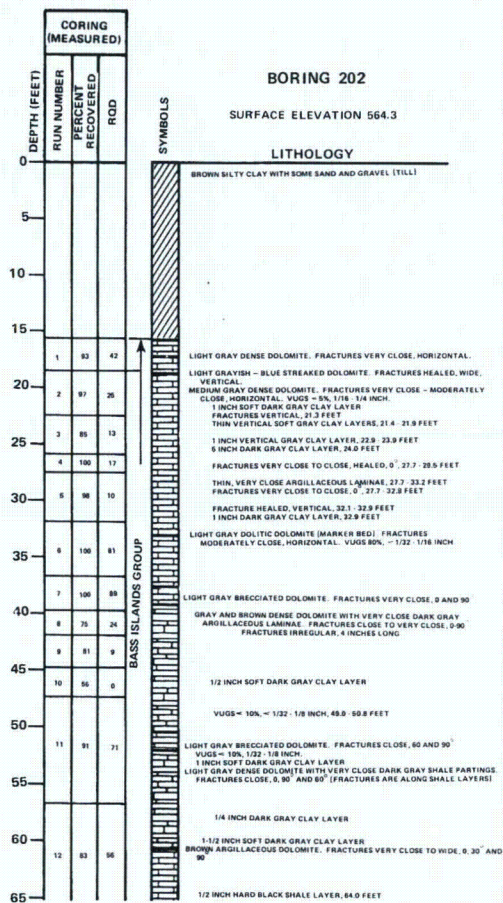 CORING
(MEASURED)
DEPTH (FEET)
RUN NUMBER
PERCENT
RECOVERED
RQD
SYMBOLS
BORING 202
SURFACE ELEVATION 564.3
LITHOLOGY
0
BROWN SILTY CLAY WITH SOME SAND AND GRAVEL (TILL)
5
10
15
1 93 42
LIGHT GRAY DENSE DOLOMITE. FRACTURES VERY CLOSE, HORIZONTAL.
LIGHT GRAYISH – BLUE STREAKED DOLOMITE. FRACTURES HEALED, WIDE,
VERTICAL.
20
2 97 26
MEDIUM GRAY DENSE DOLOMITE. FRACTURES VERY CLOSE – MODERATELY
CLOSE, HORIZONTAL. VUGS ~ 5%, 1/16 - 1/4 INCH.
1 INCH SOFT DARK GRAY CLAY LAYER
FRACTURES VERTICAL, 21.3 FEET
THIN VERTICAL SOFT GRAY CLAY LAYERS, 21.4 - 21.9 FEET
3 85 13
25
1 INCH VERTICAL GRAY CLAY LAYER, 22.9 - 23.9 FEET
6 INCH DARK GRAY CLAY LAYER, 24.0 FEET
4 100 17
FRACTURES VERY CLOSE TO CLOSE, HEALED, 0°, 27.7 - 29.5 FEET
5 98 10
THIN, VERY CLOSE ARGILLACEOUS LAMINAE, 27.7 - 33.2 FEET
FRACTURES VERY CLOSE TO CLOSE, 0°, 27.7 - 32.8 FEET
30
FRACTURE HEALED, VERTICAL, 32.1 - 32.9 FEET
1 INCH DARK GRAY CLAY LAYER, 32.9 FEET
BASS ISLANDS GROUP
6 100 81
LIGHT GRAY OOLITIC DOLOMITE (MARKER BED). FRACTURES
MODERATELY CLOSE, HORIZONTAL. VUGS 80%, ~ 1/32 - 1/16 INCH
35
7 100 89
LIGHT GRAY BRECCIATED DOLOMITE. FRACTURES VERY CLOSE, 0 AND 90°
40
8 75 24
GRAY AND BROWN DENSE DOLOMITE WITH VERY CLOSE DARK GRAY
ARGILLACEOUS LAMINAE. FRACTURES CLOSE TO VERY CLOSE, 0-90°
FRACTURES IRREGULAR, 4 INCHES LONG
9 81 9
45
10 56 0
1/2 INCH SOFT DARK GRAY CLAY LAYER
VUGS < 10%, < 1/32 - 1/8 INCH, 49.0 - 50.8 FEET
50
11 91 71
LIGHT GRAY BRECCIATED DOLOMITE. FRACTURES CLOSE, 60 AND 90°
VUGS < 10%, 1/32 - 1/8 INCH.
1 INCH SOFT DARK GRAY CLAY LAYER
LIGHT GRAY DENSE DOLOMITE WITH VERY CLOSE DARK GRAY SHALE PARTINGS.
FRACTURES CLOSE, 0, 90° AND 60° (FRACTURES ARE ALONG SHALE LAYERS)
55
1/4 INCH DARK GRAY CLAY LAYER
60
1-1/2 INCH SOFT DARK GRAY CLAY LAYER
12 83 56
BROWN ARGILLACEOUS DOLOMITE. FRACTURES VERY CLOSE TO WIDE, 0, 30° AND
90°
65
1/2 INCH HARD BLACK SHALE LAYER, 64.0 FEET